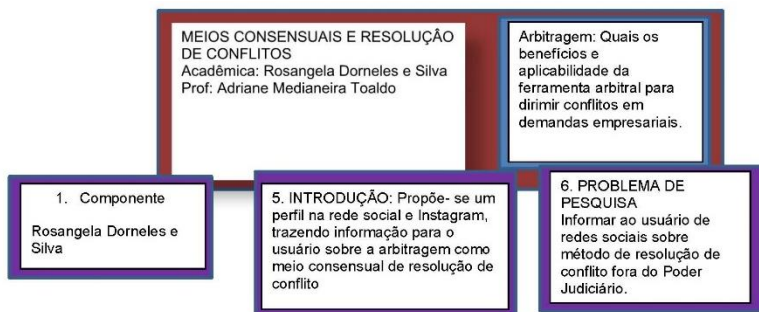 MEIOS CONSENSUAIS E RESOLUÇÂO
DE CONFLITOS
Acadêmica: Rosangela Dorneles e Silva
Prof: Adriane Medianeira Toaldo
Arbitragem: Quais os
benefícios e
aplicabilidade da
ferramenta arbitral para
dirimir conflitos em
demandas empresariais.
1. Componente
Rosangela Dorneles e
Silva
5. INTRODUÇÃO: Propõe- se um
perfil na rede social e Instagram,
trazendo informação para o
usuário sobre a arbitragem como
meio consensual de resolução de
conflito
6. PROBLEMA DE
PESQUISA
Informar ao usuário de
redes sociais sobre
método de resolução de
conflito fora do Poder
Judiciário.